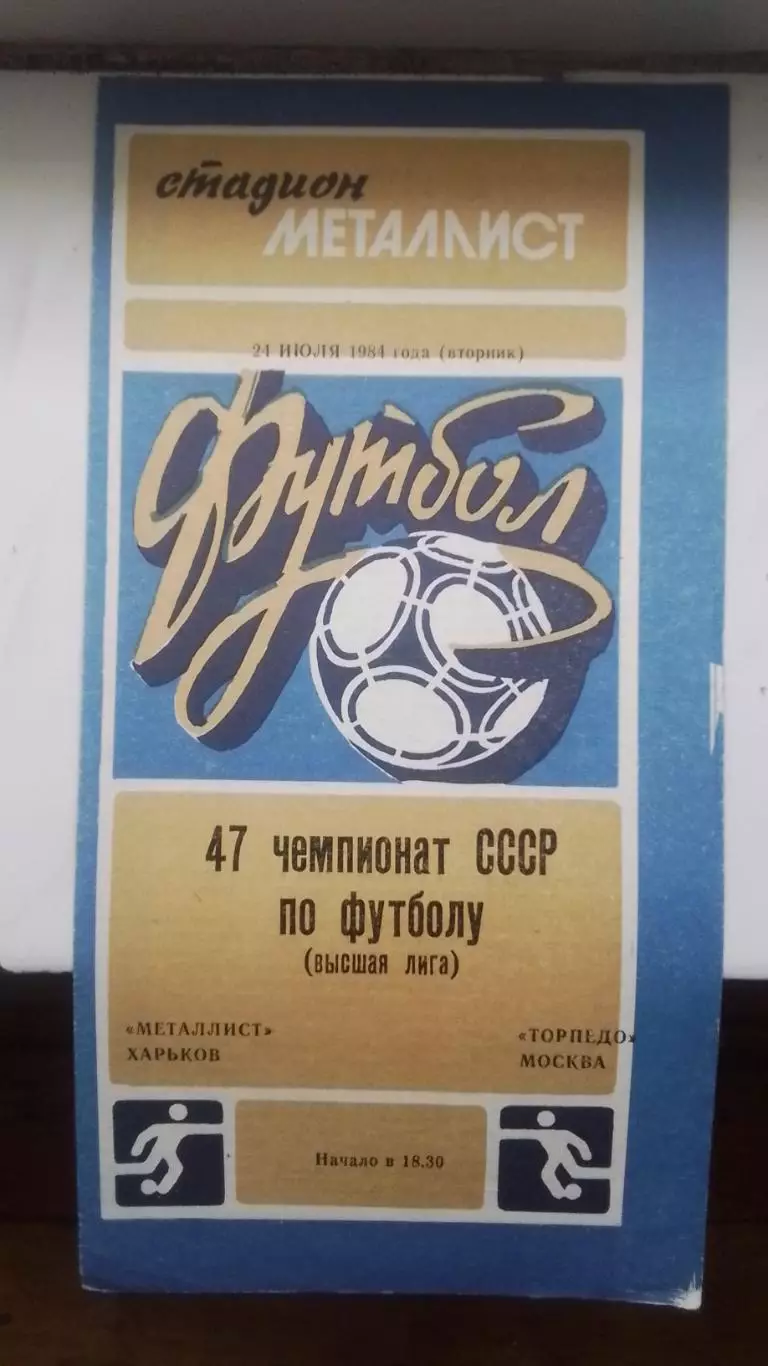 стадион
МЕТАЛЛИСТ
24 ИЮЛЯ 1984 года (вторник)
Футбол
47 чемпионат СССР
по футболу
(высшая лига)
«МЕТАЛЛИСТ»
ХАРЬКОВ
«ТОРПЕДО»
МОСКВА
Начало в 18.30